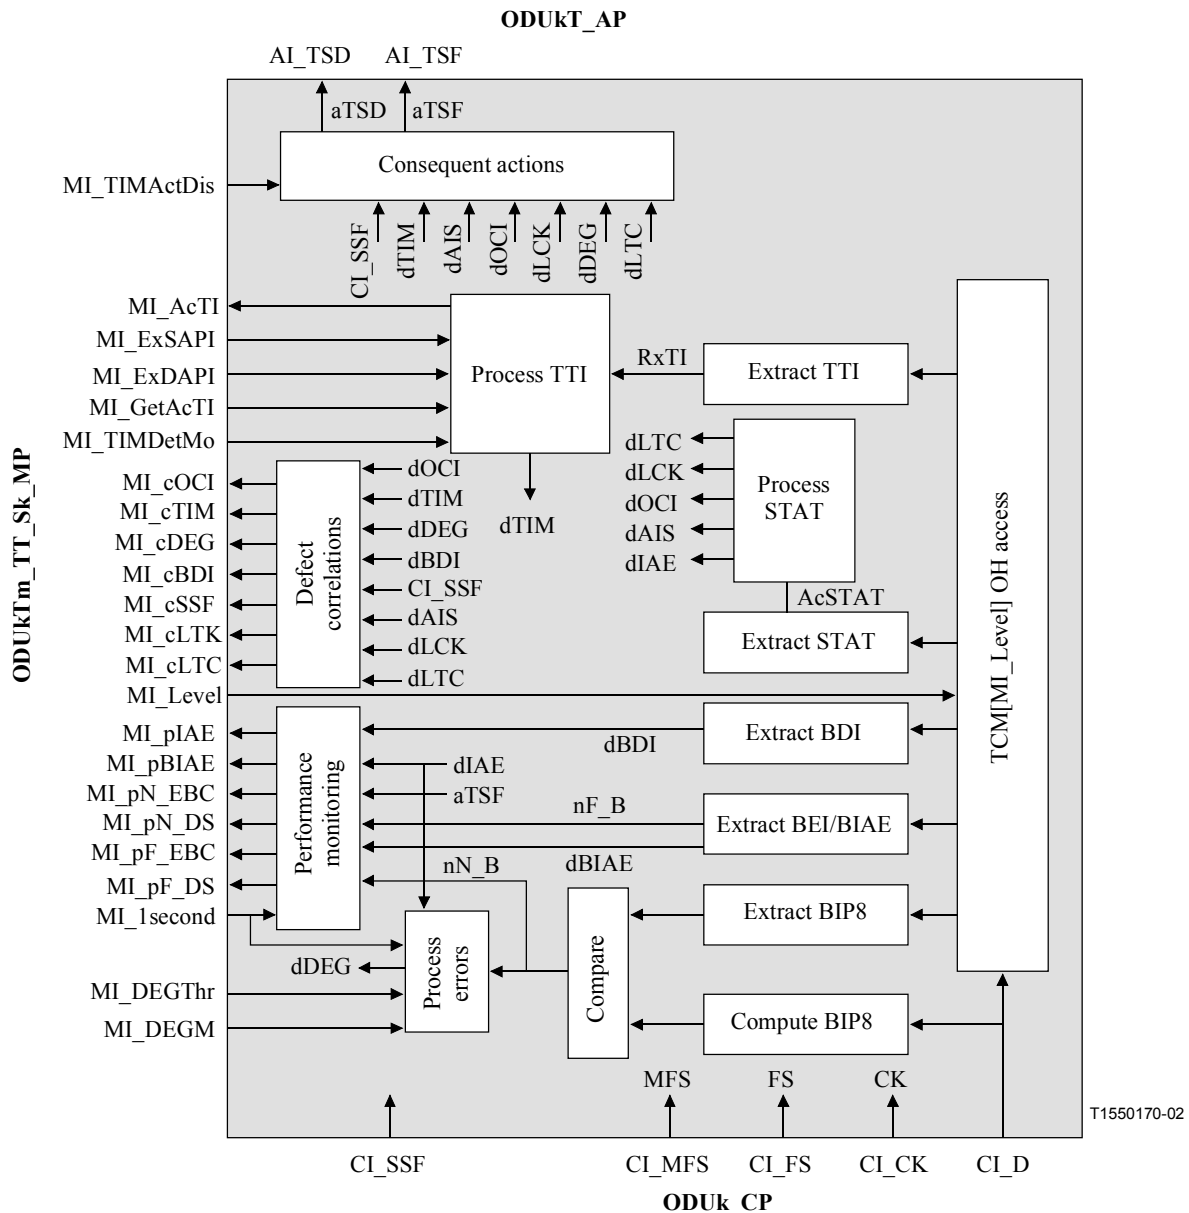 ODUkT_AP
AI_TSD
AI_TSF
aTSD
aTSF
Consequent actions
MI_TIMActDis
CI_SSF
dTIM
dAIS
dOCI
dLCK
dDEG
dLTC
MI_AcTI
MI_ExSAPI
MI_ExDAPI
MI_GetAcTI
MI_TIMDetMo
Process TTI
RxTI
Extract TTI
dTIM
dLTC
dLCK
dOCI
dAIS
dIAE
Process
STAT
AcSTAT
Extract STAT
TCM[MI_Level] OH access
ODUkTm_TT_Sk_MP
MI_cOCI
MI_cTIM
MI_cDEG
MI_cBDI
MI_cSSF
MI_cLTK
MI_cLTC
Defect
correlations
dOCI
dTIM
dDEG
dBDI
CI_SSF
dAIS
dLCK
dLTC
MI_Level
MI_pIAE
MI_pBIAE
MI_pN_EBC
MI_pN_DS
MI_pF_EBC
MI_pF_DS
MI_1second
Performance
monitoring
dBDI
Extract BDI
dIAE
aTSF
nF_B
Extract BEI/BIAE
dBIAE
nN_B
Extract BIP8
dDEG
Process
errors
Compare
MI_DEGThr
MI_DEGM
Compute BIP8
MFS
FS
CK
T1550170-02
CI_SSF
CI_MFS
CI_FS
CI_CK
CI_D
ODUk_CP